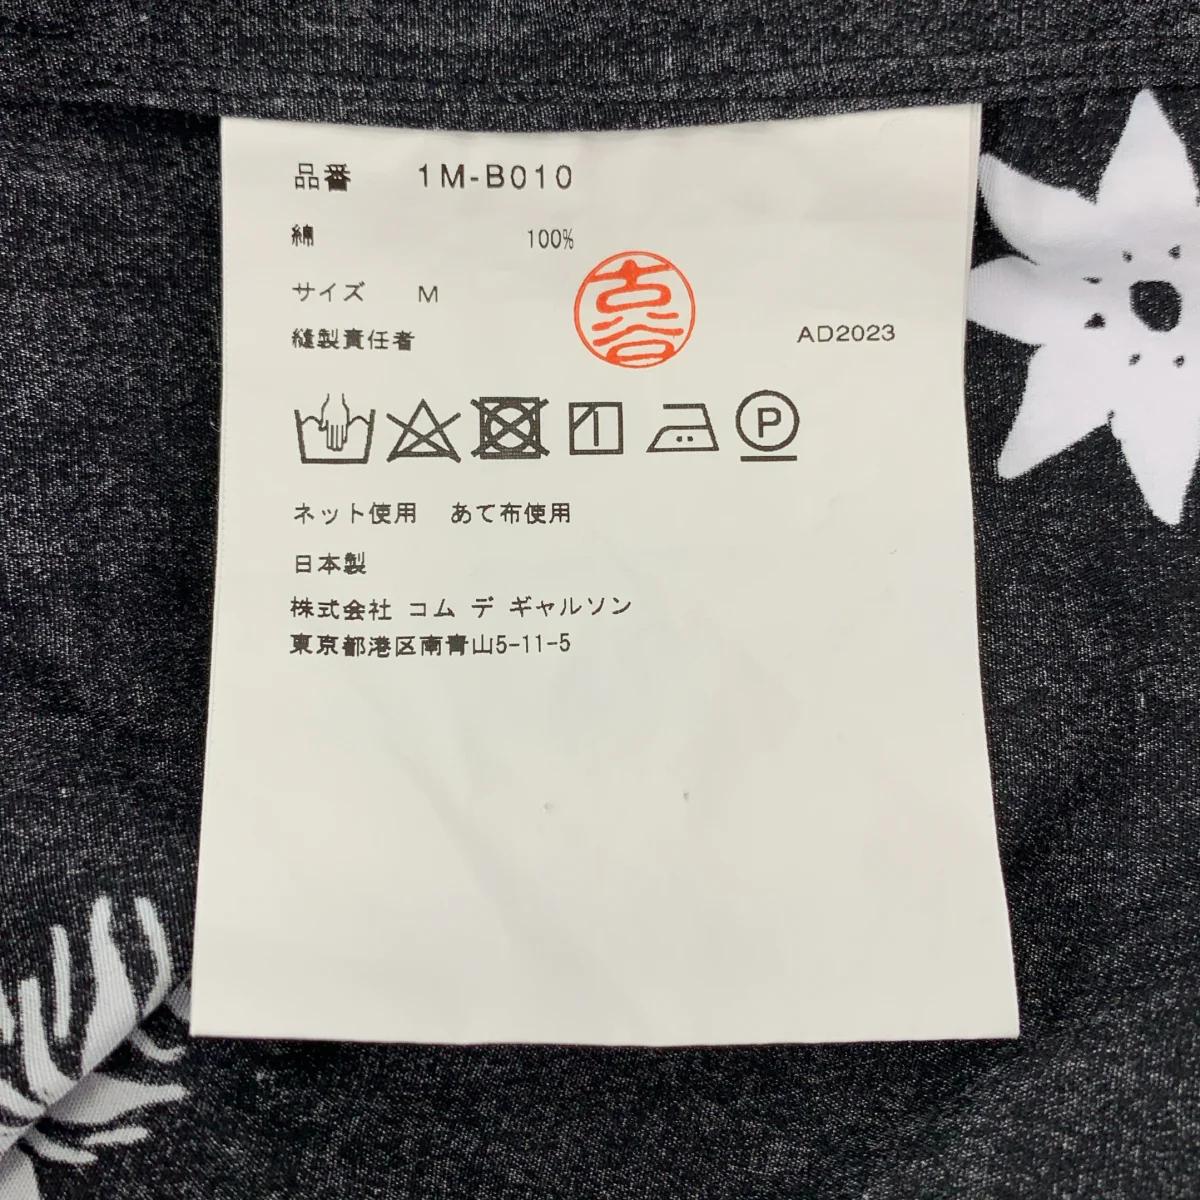 品番 1M-B010
綿 100%
サイズ M
縫製責任者 古谷 AD2023
P
ネット使用 あて布使用
日本製
株式会社 コム デ ギャルソン
東京都港区南青山5-11-5